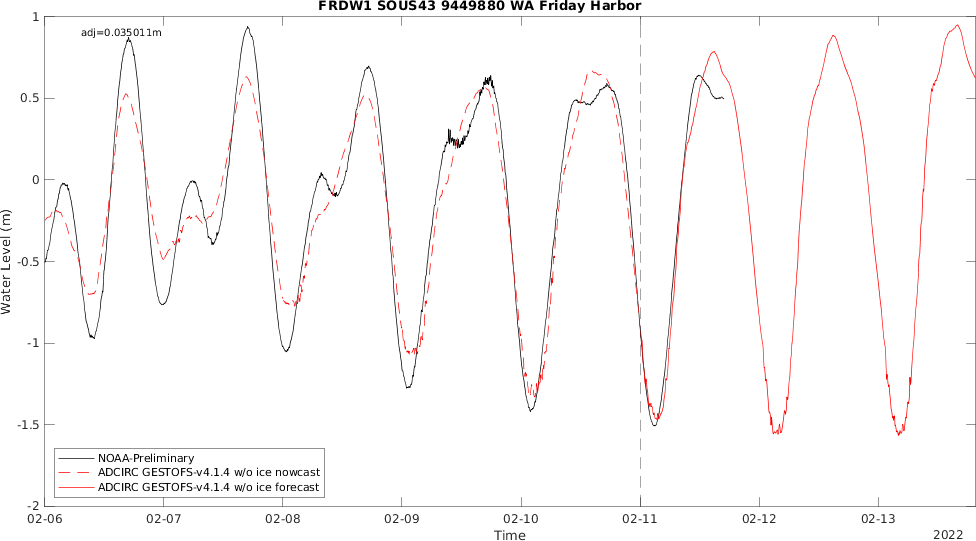 FRDW1 SOUS43 9449880 WA Friday Harbor
adj=0.035011m
1
0.5
0
-0.5
-1
-1.5
-2
Water Level (m)
NOAA-Preliminary
ADCIRC GESTOFS-v4.1.4 w/o ice nowcast
ADCIRC GESTOFS-v4.1.4 w/o ice forecast
02-06 02-07 02-08 02-09 02-10 02-11 02-12 02-13
Time
2022